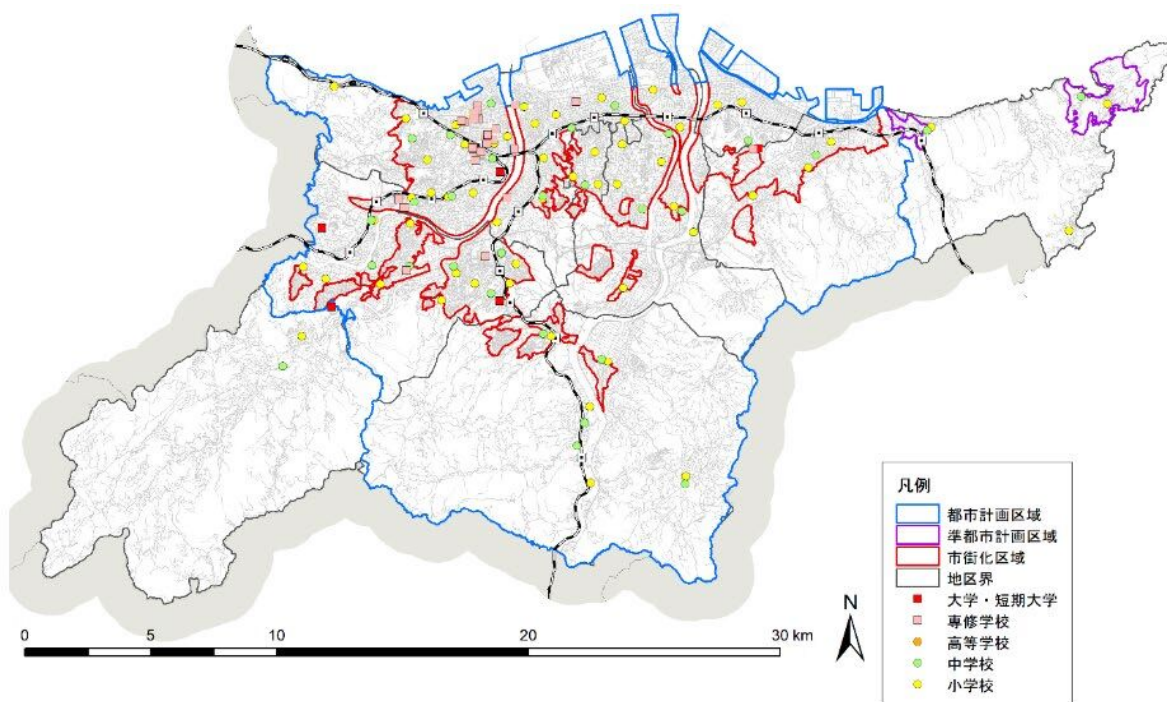 凡例
都市計画区域
準都市計画区域
市街化区域
地区界
大学・短期大学
専修学校
高等学校
中学校
小学校
N
0 5 10 20 30 km